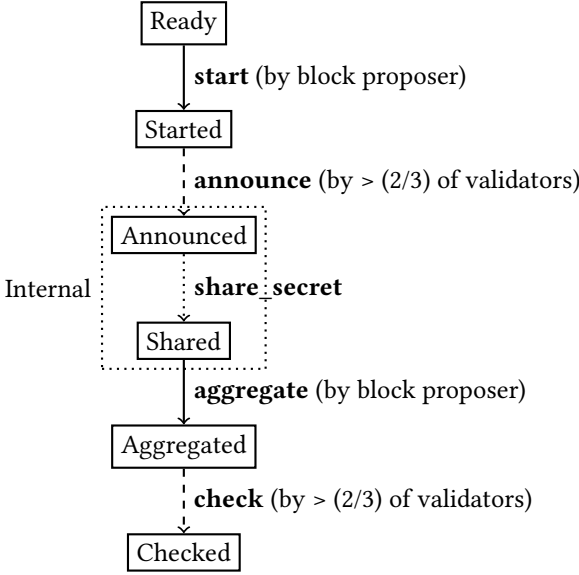 Ready
start (by block proposer)
Started
announce (by > (2/3) of validators)
Announced
Internal
share_secret
Shared
aggregate (by block proposer)
Aggregated
check (by > (2/3) of validators)
Checked